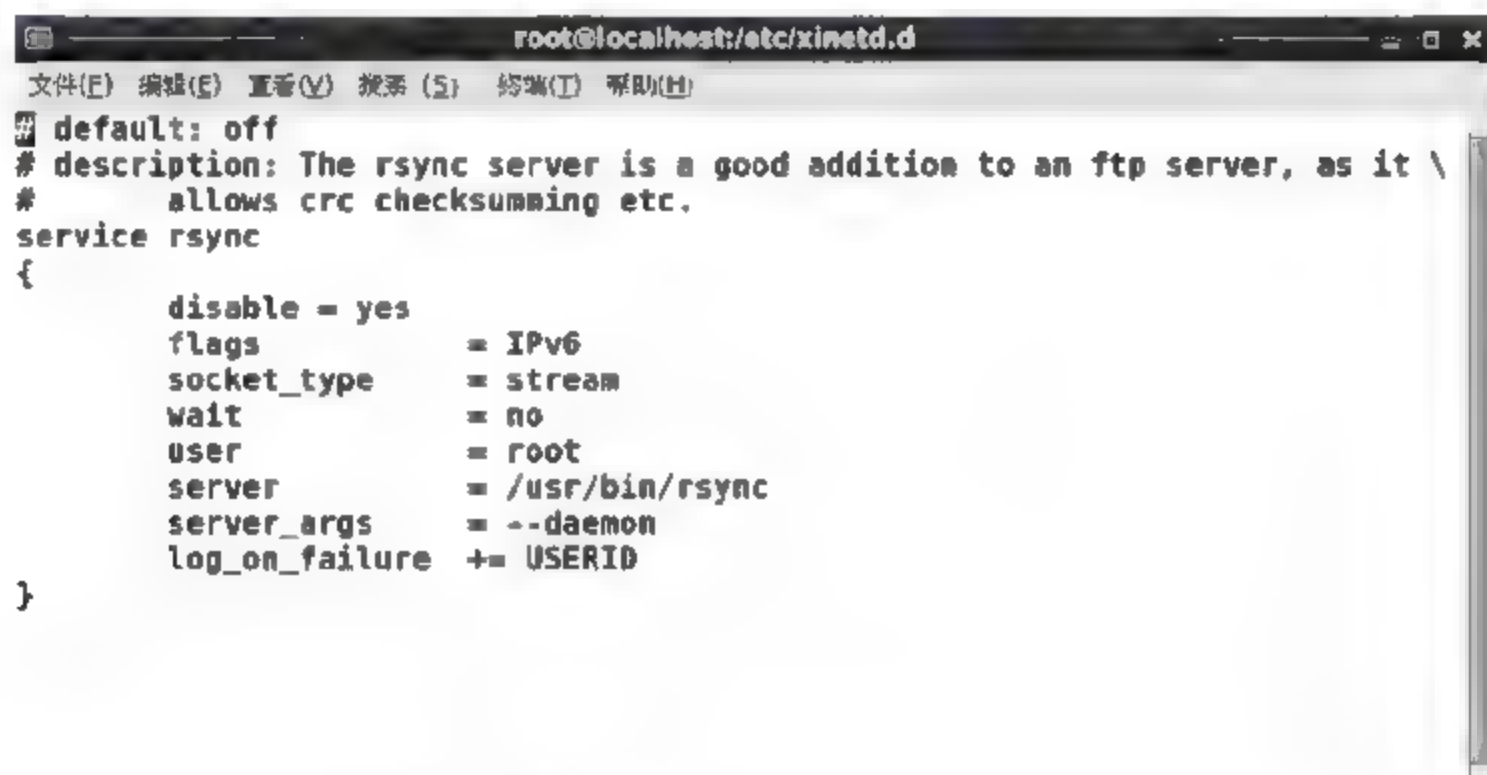 root@localhost:/etc/xinetd.d
文件(F) 编辑(E) 查看(V) 搜索 (S) 终端(T) 帮助(H)
# default: off
# description: The rsync server is a good addition to an ftp server, as it \
#       allows crc checksumming etc.
service rsync
{
        disable = yes
        flags           = IPv6
        socket_type     = stream
        wait            = no
        user            = root
        server          = /usr/bin/rsync
        server_args     = --daemon
        log_on_failure  += USERID
}